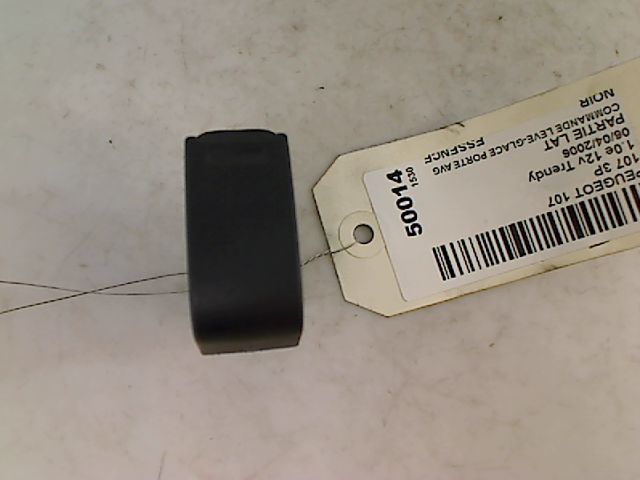 PEUGEOT 107
107 3P
1.0e 12v Trendy
06/04/2006
PARTIE LAT
COMMANDE LEVE-GLACE PORTE AVG
NOIR
ESSENCE
50014
1530